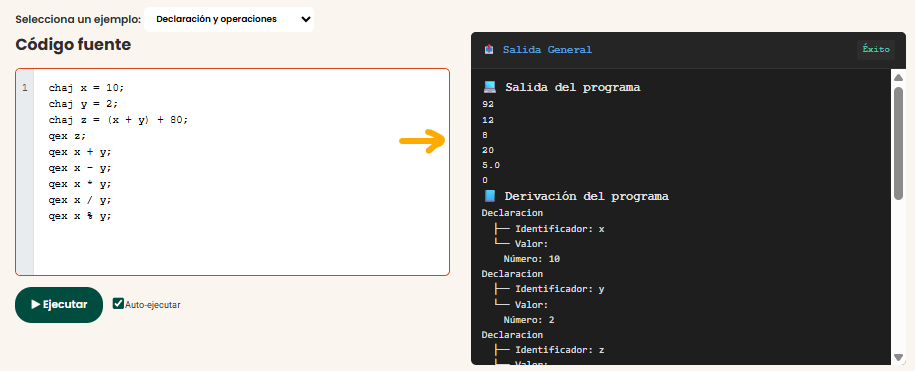 Selecciona un ejemplo: Declaración y operaciones
Código fuente
1 chaj x = 10;
chaj y = 2;
chaj z = (x + y) + 80;
qex z;
qex x + y;
qex x - y;
qex x * y;
qex x / y;
qex x % y;
Ejecutar
Auto-ejecutar
Salida General
Éxito
Salida del programa
92
12
8
20
5.0
0
Derivación del programa
Declaracion
├── Identificador: x
└── Valor:
Número: 10
Declaracion
├── Identificador: y
└── Valor:
Número: 2
Declaracion
├── Identificador: z
└── Valor: